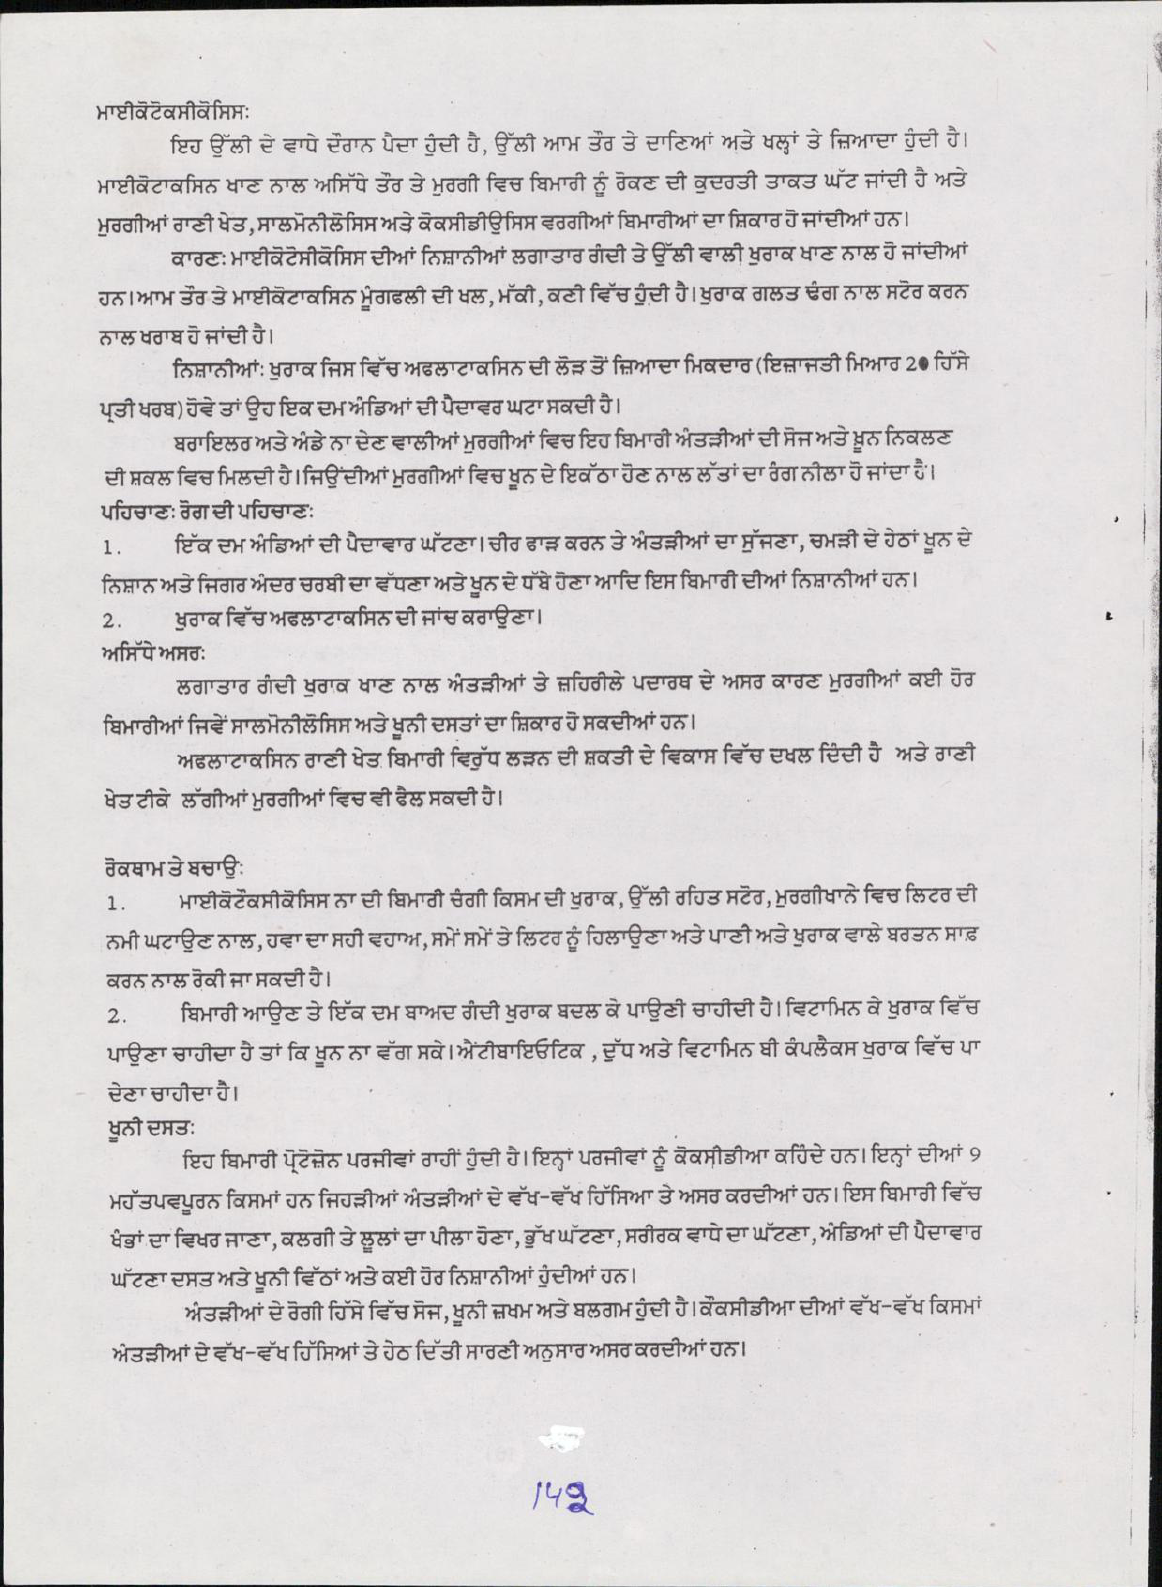 ਮਾਈਕੋਟੋਕਸੀਕੋਸਿਸ:
ਇਹ ਉੱਲੀ ਦੇ ਵਾਧੇ ਦੌਰਾਨ ਪੈਦਾ ਹੁੰਦੀ ਹੈ, ਉੱਲੀ ਆਮ ਤੌਰ ਤੇ ਦਾਣਿਆਂ ਅਤੇ ਖਲ੍ਹਾਂ ਤੇ ਜ਼ਿਆਦਾ ਹੁੰਦੀ ਹੈ।
ਮਾਈਕੋਟਾਕਸਿਨ ਖਾਣ ਨਾਲ ਅਸਿੱਧੇ ਤੌਰ ਤੇ ਮੁਰਗੀ ਵਿਚ ਬਿਮਾਰੀ ਨੂੰ ਰੋਕਣ ਦੀ ਕੁਦਰਤੀ ਤਾਕਤ ਘੱਟ ਜਾਂਦੀ ਹੈ ਅਤੇ
ਮੁਰਗੀਆਂ ਰਾਣੀ ਖੇਤ,ਸਾਲਮੋਨੀਲੋਸਿਸ ਅਤੇ ਕੋਕਸੀਡੀਉਸਿਸ ਵਰਗੀਆਂ ਬਿਮਾਰੀਆਂ ਦਾ ਸ਼ਿਕਾਰ ਹੋ ਜਾਂਦੀਆਂ ਹਨ।
ਕਾਰਣ: ਮਾਈਕੋਟੋਸੀਕੋਸਿਸ ਦੀਆਂ ਨਿਸ਼ਾਨੀਆਂ ਲਗਾਤਾਰ ਗੰਦੀ ਤੇ ਉੱਲੀ ਵਾਲੀ ਖੁਰਾਕ ਖਾਣ ਨਾਲ ਹੋ ਜਾਂਦੀਆਂ
ਹਨ।ਆਮ ਤੌਰ ਤੇ ਮਾਈਕੋਟਾਕਸਿਨ ਮੂੰਗਫਲੀ ਦੀ ਖਲ,ਮੱਕੀ,ਕਣੀ ਵਿੱਚ ਹੁੰਦੀ ਹੈ।ਖੁਰਾਕ ਗਲਤ ਢੰਗ ਨਾਲ ਸਟੋਰ ਕਰਨ
ਨਾਲ ਖਰਾਬ ਹੋ ਜਾਂਦੀ ਹੈ।
ਨਿਸ਼ਾਨੀਆਂ: ਖੁਰਾਕ ਜਿਸ ਵਿੱਚ ਅਫਲਾਟਾਕਸਿਨ ਦੀ ਲੋੜ ਤੋਂ ਜ਼ਿਆਦਾ ਮਿਕਦਾਰ (ਇਜ਼ਾਜਤੀ ਮਿਆਰ 20 ਹਿੱਸੇ
ਪ੍ਰਤੀ ਖਰਬ)ਹੋਵੇ ਤਾਂ ਉਹ ਇਕ ਦਮ ਅੰਡਿਆਂ ਦੀ ਪੈਦਾਵਰ ਘਟਾ ਸਕਦੀ ਹੈ।
ਬਰਾਇਲਰ ਅਤੇ ਅੰਡੇ ਨਾ ਦੇਣ ਵਾਲੀਆਂ ਮੁਰਗੀਆਂ ਵਿਚ ਇਹ ਬਿਮਾਰੀ ਅੰਤੜੀਆਂ ਦੀ ਸੋਜ ਅਤੇ ਖ਼ੂਨ ਨਿਕਲਣ
ਦੀ ਸ਼ਕਲ ਵਿਚ ਮਿਲਦੀ ਹੈ।ਜਿਉਂਦੀਆਂ ਮੁਰਗੀਆਂ ਵਿਚ ਖੂਨ ਦੇ ਇਕੱਠਾ ਹੋਣ ਨਾਲ ਲੱਤਾਂ ਦਾ ਰੰਗ ਨੀਲਾ ਹੋ ਜਾਂਦਾ ਹੈ।
ਪਹਿਚਾਣ: ਰੋਗ ਦੀ ਪਹਿਚਾਣ:
1. ਇੱਕ ਦਮ ਅੰਡਿਆਂ ਦੀ ਪੈਦਾਵਾਰ ਘੱਟਣਾ।ਚੀਰ ਫਾੜ ਕਰਨ ਤੇ ਅੰਤੜੀਆਂ ਦਾ ਸੁੱਜਣਾ,ਚਮੜੀ ਦੇ ਹੇਠਾਂ ਖੂਨ ਦੇ
ਨਿਸ਼ਾਨ ਅਤੇ ਜਿਗਰ ਅੰਦਰ ਚਰਬੀ ਦਾ ਵੱਧਣਾ ਅਤੇ ਖੂਨ ਦੇ ਧੱਬੇ ਹੋਣਾ ਆਦਿ ਇਸ ਬਿਮਾਰੀ ਦੀਆਂ ਨਿਸ਼ਾਨੀਆਂ ਹਨ।
2. ਖੁਰਾਕ ਵਿੱਚ ਅਫਲਾਟਾਕਸਿਨ ਦੀ ਜਾਂਚ ਕਰਾਉਣਾ।
ਅਸਿੱਧੇ ਅਸਰ:
ਲਗਾਤਾਰ ਗੰਦੀ ਖੁਰਾਕ ਖਾਣ ਨਾਲ ਅੰਤੜੀਆਂ ਤੇ ਜ਼ਹਿਰੀਲੇ ਪਦਾਰਥ ਦੇ ਅਸਰ ਕਾਰਣ ਮੁਰਗੀਆਂ ਕਈ ਹੋਰ
ਬਿਮਾਰੀਆਂ ਜਿਵੇਂ ਸਾਲਮੋਨੀਲੋਸਿਸ ਅਤੇ ਖੂਨੀ ਦਸਤਾਂ ਦਾ ਸ਼ਿਕਾਰ ਹੋ ਸਕਦੀਆਂ ਹਨ।
ਅਫਲਾਟਾਕਸਿਨ ਰਾਣੀ ਖੇਤ ਬਿਮਾਰੀ ਵਿਰੁੱਧ ਲੜਨ ਦੀ ਸ਼ਕਤੀ ਦੇ ਵਿਕਾਸ ਵਿੱਚ ਦਖਲ ਦਿੰਦੀ ਹੈ ਅਤੇ ਰਾਣੀ
ਖੇਤ ਟੀਕੇ ਲੱਗੀਆਂ ਮੁਰਗੀਆਂ ਵਿਚ ਵੀ ਫੈਲ ਸਕਦੀ ਹੈ।
ਰੋਕਥਾਮ ਤੇ ਬਚਾਉ:
1. ਮਾਈਕੋਟੌਕਸੀਕੋਸਿਸ ਨਾ ਦੀ ਬਿਮਾਰੀ ਚੰਗੀ ਕਿਸਮ ਦੀ ਖੁਰਾਕ,ਉੱਲੀ ਰਹਿਤ ਸਟੋਰ,ਮੁਰਗੀਖਾਨੇ ਵਿਚ ਲਿਟਰ ਦੀ
ਨਮੀ ਘਟਾਉਣ ਨਾਲ,ਹਵਾ ਦਾ ਸਹੀ ਵਹਾਅ,ਸਮੇਂ ਸਮੇਂ ਤੇ ਲਿਟਰ ਨੂੰ ਹਿਲਾਉਣਾ ਅਤੇ ਪਾਣੀ ਅਤੇ ਖੁਰਾਕ ਵਾਲੇ ਬਰਤਨ ਸਾਫ਼
ਕਰਨ ਨਾਲ ਰੋਕੀ ਜਾ ਸਕਦੀ ਹੈ।
2. ਬਿਮਾਰੀ ਆਉਣ ਤੇ ਇੱਕ ਦਮ ਬਾਅਦ ਗੰਦੀ ਖੁਰਾਕ ਬਦਲ ਕੇ ਪਾਉਣੀ ਚਾਹੀਦੀ ਹੈ।ਵਿਟਾਮਿਨ ਕੇ ਖੁਰਾਕ ਵਿੱਚ
ਪਾਉਣਾ ਚਾਹੀਦਾ ਹੈ ਤਾਂ ਕਿ ਖੂਨ ਨਾ ਵੱਗ ਸਕੇ।ਐਂਟੀਬਾਇਓਟਿਕ ,ਦੁੱਧ ਅਤੇ ਵਿਟਾਮਿਨ ਬੀ ਕੰਪਲੈਕਸ ਖੁਰਾਕ ਵਿੱਚ ਪਾ
ਦੇਣਾ ਚਾਹੀਦਾ ਹੈ।
ਖੂਨੀ ਦਸਤ:
ਇਹ ਬਿਮਾਰੀ ਪ੍ਰੋਟੋਜ਼ੋਨ ਪਰਜੀਵਾਂ ਰਾਹੀਂ ਹੁੰਦੀ ਹੈ।ਇਨ੍ਹਾਂ ਪਰਜੀਵਾਂ ਨੂੰ ਕੋਕਸੀਡੀਆ ਕਹਿੰਦੇ ਹਨ।ਇਨ੍ਹਾਂ ਦੀਆਂ 9
ਮਹੱਤਪਵਪੂਰਨ ਕਿਸਮਾਂ ਹਨ ਜਿਹੜੀਆਂ ਅੰਤੜੀਆਂ ਦੇ ਵੱਖ-ਵੱਖ ਹਿੱਸਿਆ ਤੇ ਅਸਰ ਕਰਦੀਆਂ ਹਨ।ਇਸ ਬਿਮਾਰੀ ਵਿੱਚ
ਖੰਭਾਂ ਦਾ ਵਿਖਰ ਜਾਣਾ,ਕਲਗੀ ਤੇ ਲੂਲਾਂ ਦਾ ਪੀਲਾ ਹੋਣਾ,ਭੁੱਖ ਘੱਟਣਾ,ਸਰੀਰਕ ਵਾਧੇ ਦਾ ਘੱਟਣਾ,ਅੰਡਿਆਂ ਦੀ ਪੈਦਾਵਾਰ
ਘੱਟਣਾ ਦਸਤ ਅਤੇ ਖੂਨੀ ਵਿੱਠਾਂ ਅਤੇ ਕਈ ਹੋਰ ਨਿਸ਼ਾਨੀਆਂ ਹੁੰਦੀਆਂ ਹਨ।
ਅੰਤੜੀਆਂ ਦੇ ਰੋਗੀ ਹਿੱਸੇ ਵਿੱਚ ਸੋਜ,ਖੂਨੀ ਜ਼ਖਮ ਅਤੇ ਬਲਗਮ ਹੁੰਦੀ ਹੈ।ਕੌਕਸੀਡੀਆ ਦੀਆਂ ਵੱਖ-ਵੱਖ ਕਿਸਮਾਂ
ਅੰਤੜੀਆਂ ਦੇ ਵੱਖ-ਵੱਖ ਹਿੱਸਿਆਂ ਤੇ ਹੇਠ ਦਿੱਤੀ ਸਾਰਣੀ ਅਨੁਸਾਰ ਅਸਰ ਕਰਦੀਆਂ ਹਨ।